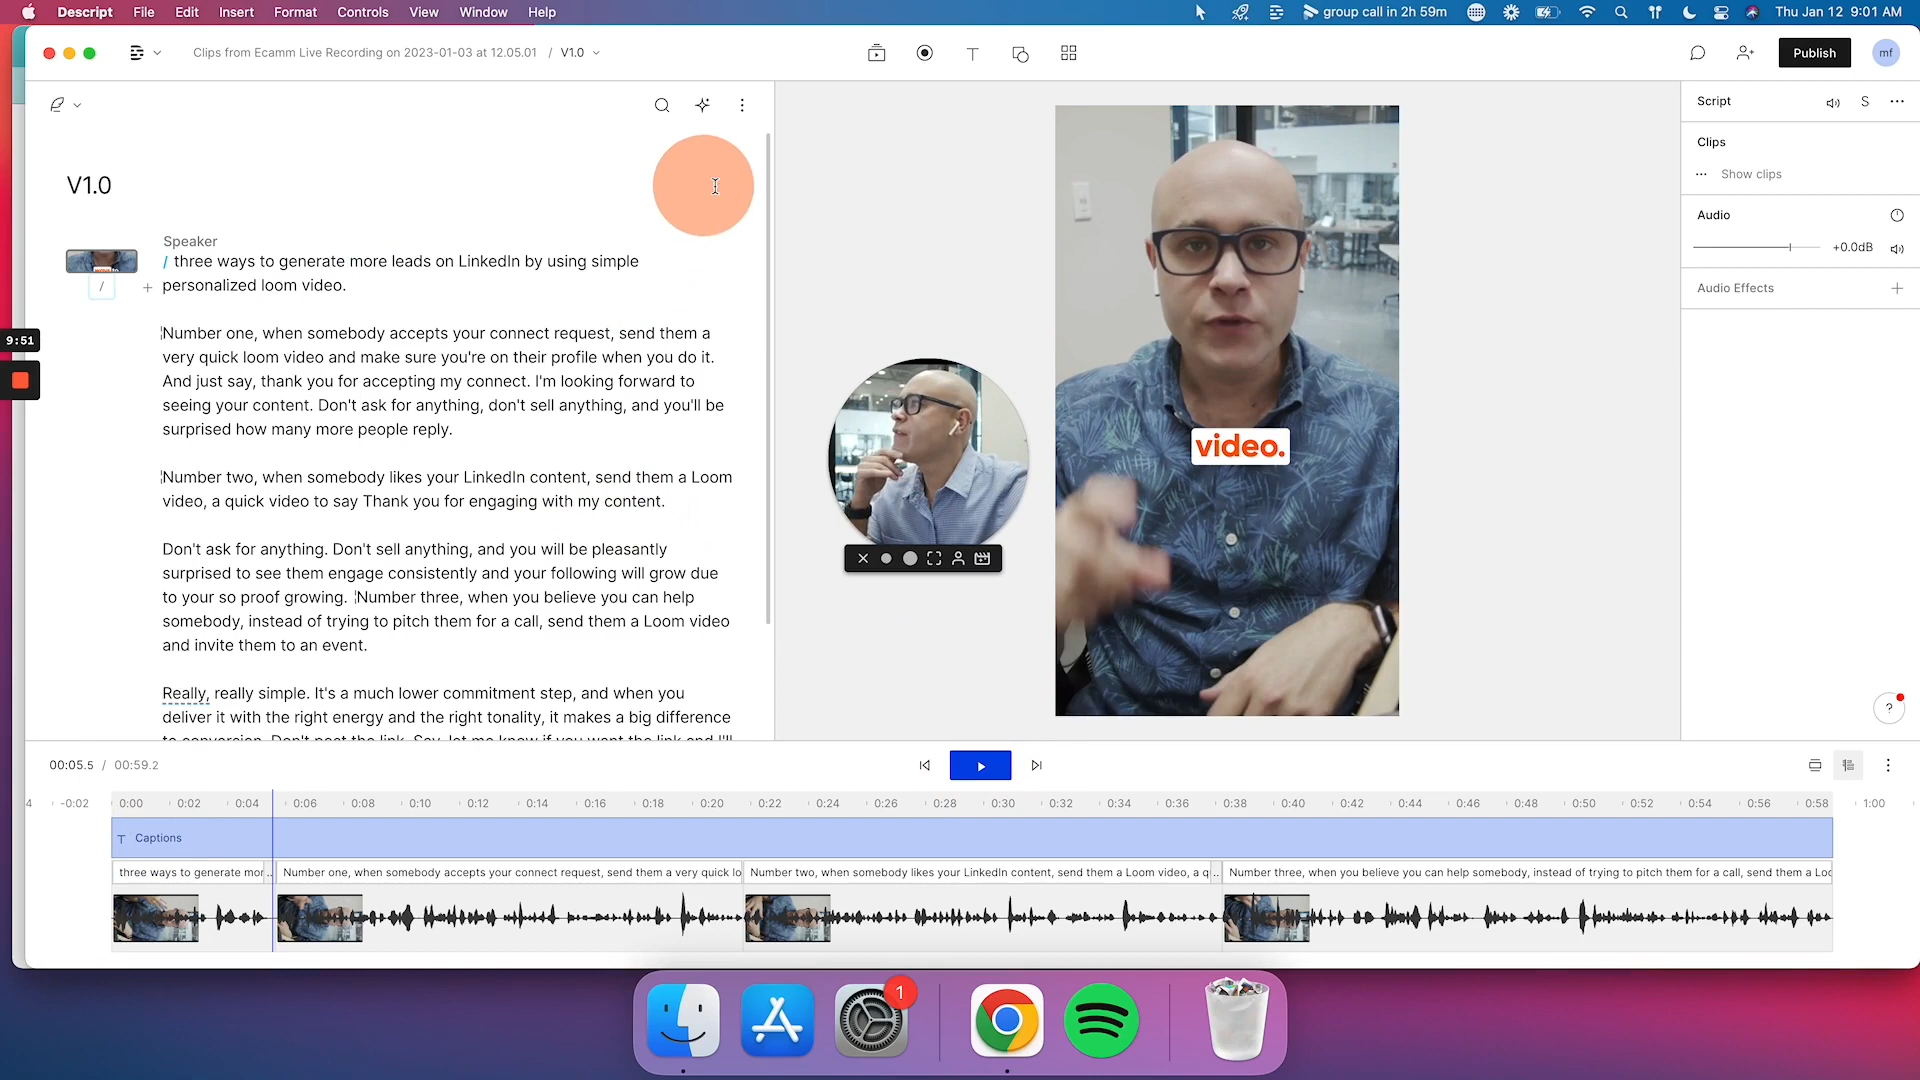 Descript File Edit Insert Format Controls View Window Help
group call in 2h 59m
Thu Jan 12 9:01 AM
Clips from Ecamm Live Recording on 2023-01-03 at 12.05.01 / V1.0
Publish
mf
V1.0
Speaker
/ three ways to generate more leads on LinkedIn by using simple
personalized loom video.
/
+
Number one, when somebody accepts your connect request, send them a
very quick loom video and make sure you're on their profile when you do it.
And just say, thank you for accepting my connect. I'm looking forward to
seeing your content. Don't ask for anything, don't sell anything, and you'll be
surprised how many more people reply.
Number two, when somebody likes your LinkedIn content, send them a Loom
video, a quick video to say Thank you for engaging with my content.
Don't ask for anything. Don't sell anything, and you will be pleasantly
surprised to see them engage consistently and your following will grow due
to your so proof growing. Number three, when you believe you can help
somebody, instead of trying to pitch them for a call, send them a Loom video
and invite them to an event.
Really, really simple. It's a much lower commitment step, and when you
deliver it with the right energy and the right tonality, it makes a big difference
to conversion. Don't post the link. Say, let me know if you want the link and I'll
9:51
video.
Script
S
Clips
Show clips
Audio
+0.0dB
Audio Effects
?
00:05.5 / 00:59.2
4 -0:02 0:00 0:02 0:04 0:06 0:08 0:10 0:12 0:14 0:16 0:18 0:20 0:22 0:24 0:26 0:28 0:30 0:32 0:34 0:36 0:38 0:40 0:42 0:44 0:46 0:48 0:50 0:52 0:54 0:56 0:58 1:00
T Captions
three ways to generate mor ..
Number one, when somebody accepts your connect request, send them a very quick lo
Number two, when somebody likes your LinkedIn content, send them a Loom video, a q ..
Number three, when you believe you can help somebody, instead of trying to pitch them for a call, send them a Loo
1